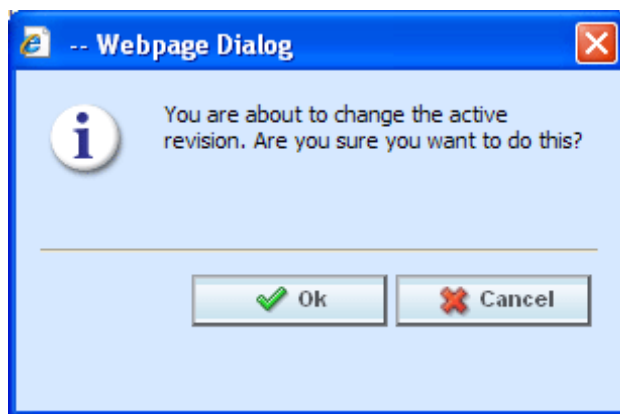 -- Webpage Dialog
You are about to change the active
revision. Are you sure you want to do this?
Ok
Cancel